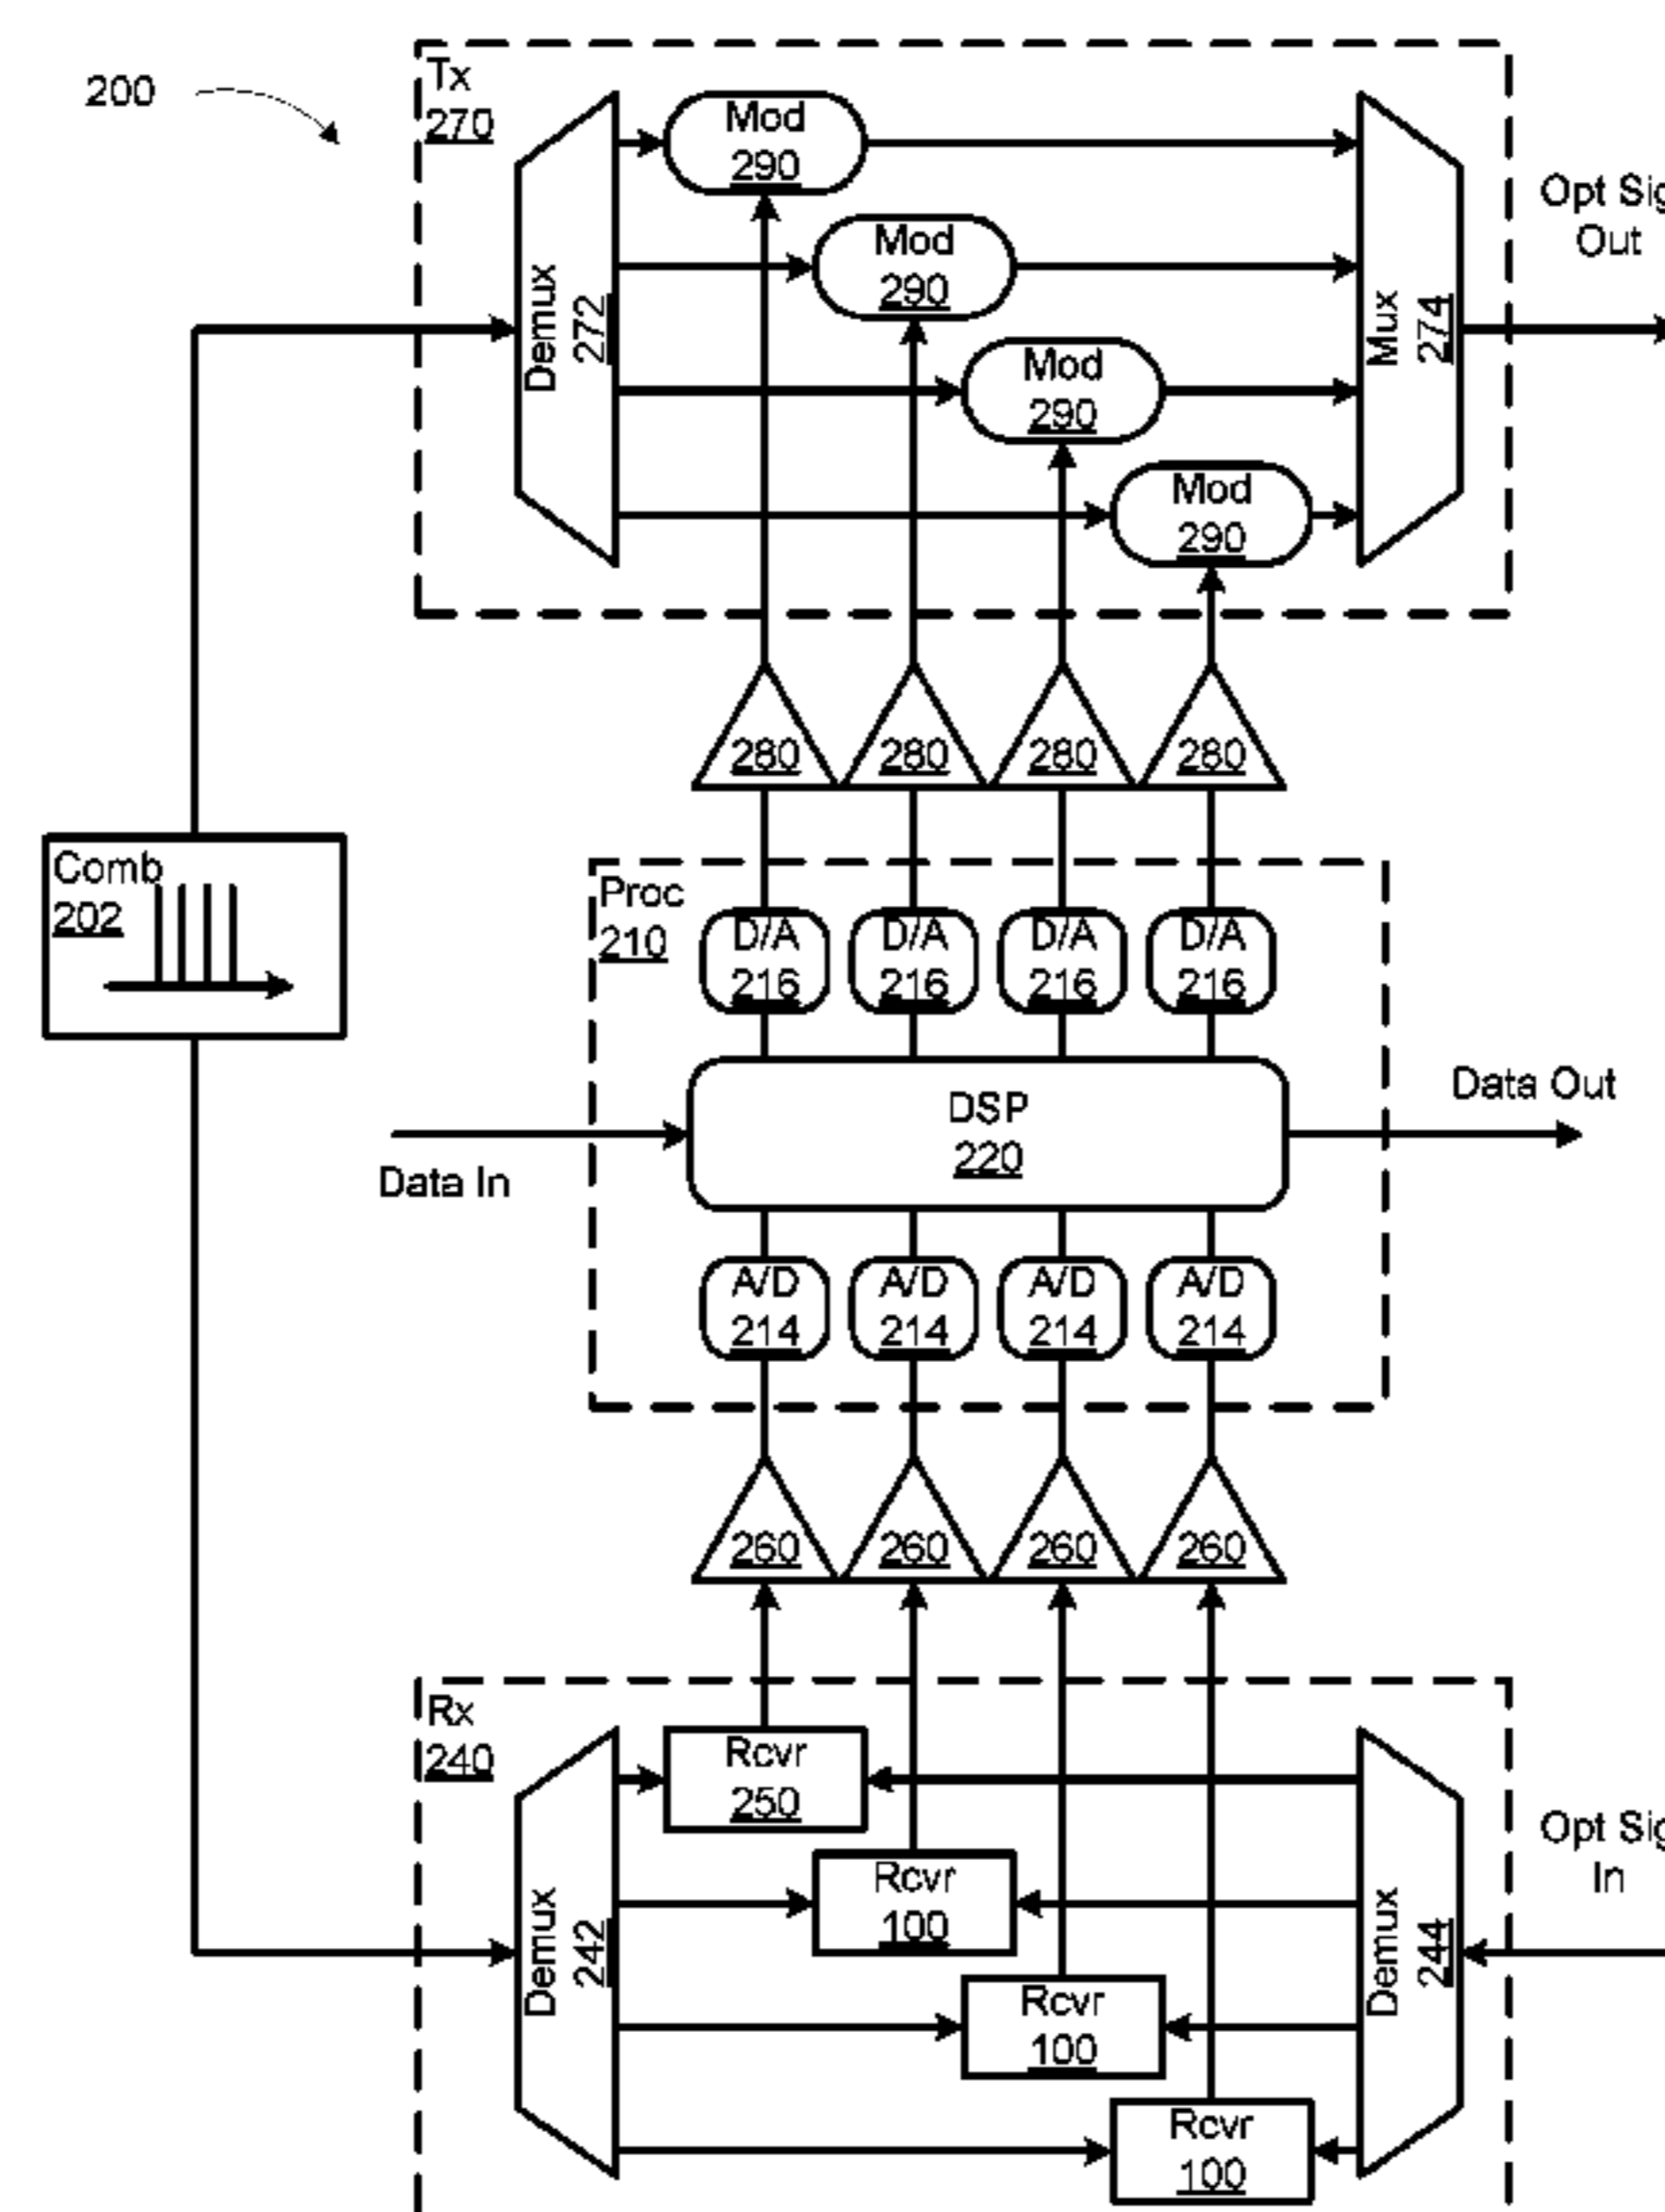 200
Tx
270
Mod
290
Mod
290
Mod
290
Mod
290
Demux
272
Mux
274
Opt Sig
Out
280 280 280 280
Comb
202
Proc
210
D/A
216
D/A
216
D/A
216
D/A
216
DSP
220
Data In
Data Out
A/D
214
A/D
214
A/D
214
A/D
214
260 260 260 260
Rx
240
Rcvr
250
Rcvr
100
Rcvr
100
Rcvr
100
Demux
242
Demux
244
Opt Sig
In